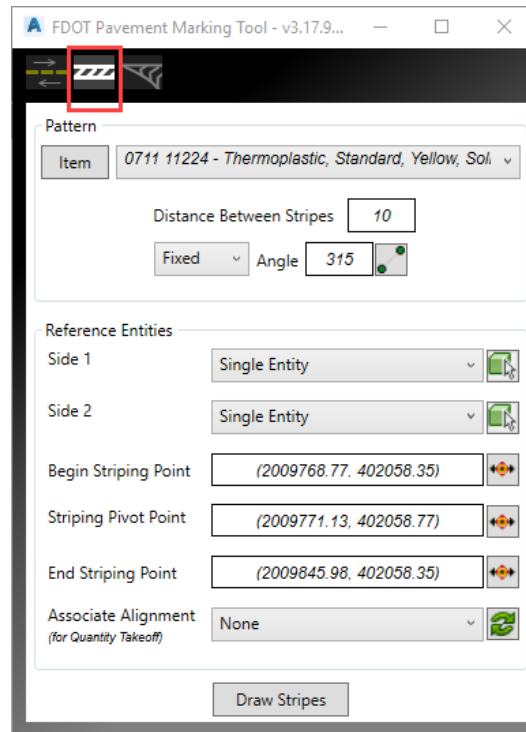 FDOT Pavement Marking Tool - v3.17.9...
Pattern
Item 0711 11224 - Thermoplastic, Standard, Yellow, Soli
Distance Between Stripes 10
Fixed Angle 315
Reference Entities
Side 1 Single Entity
Side 2 Single Entity
Begin Striping Point (2009768.77, 402058.35)
Striping Pivot Point (2009771.13, 402058.77)
End Striping Point (2009845.98, 402058.35)
Associate Alignment None
(for Quantity Takeoff)
Draw Stripes